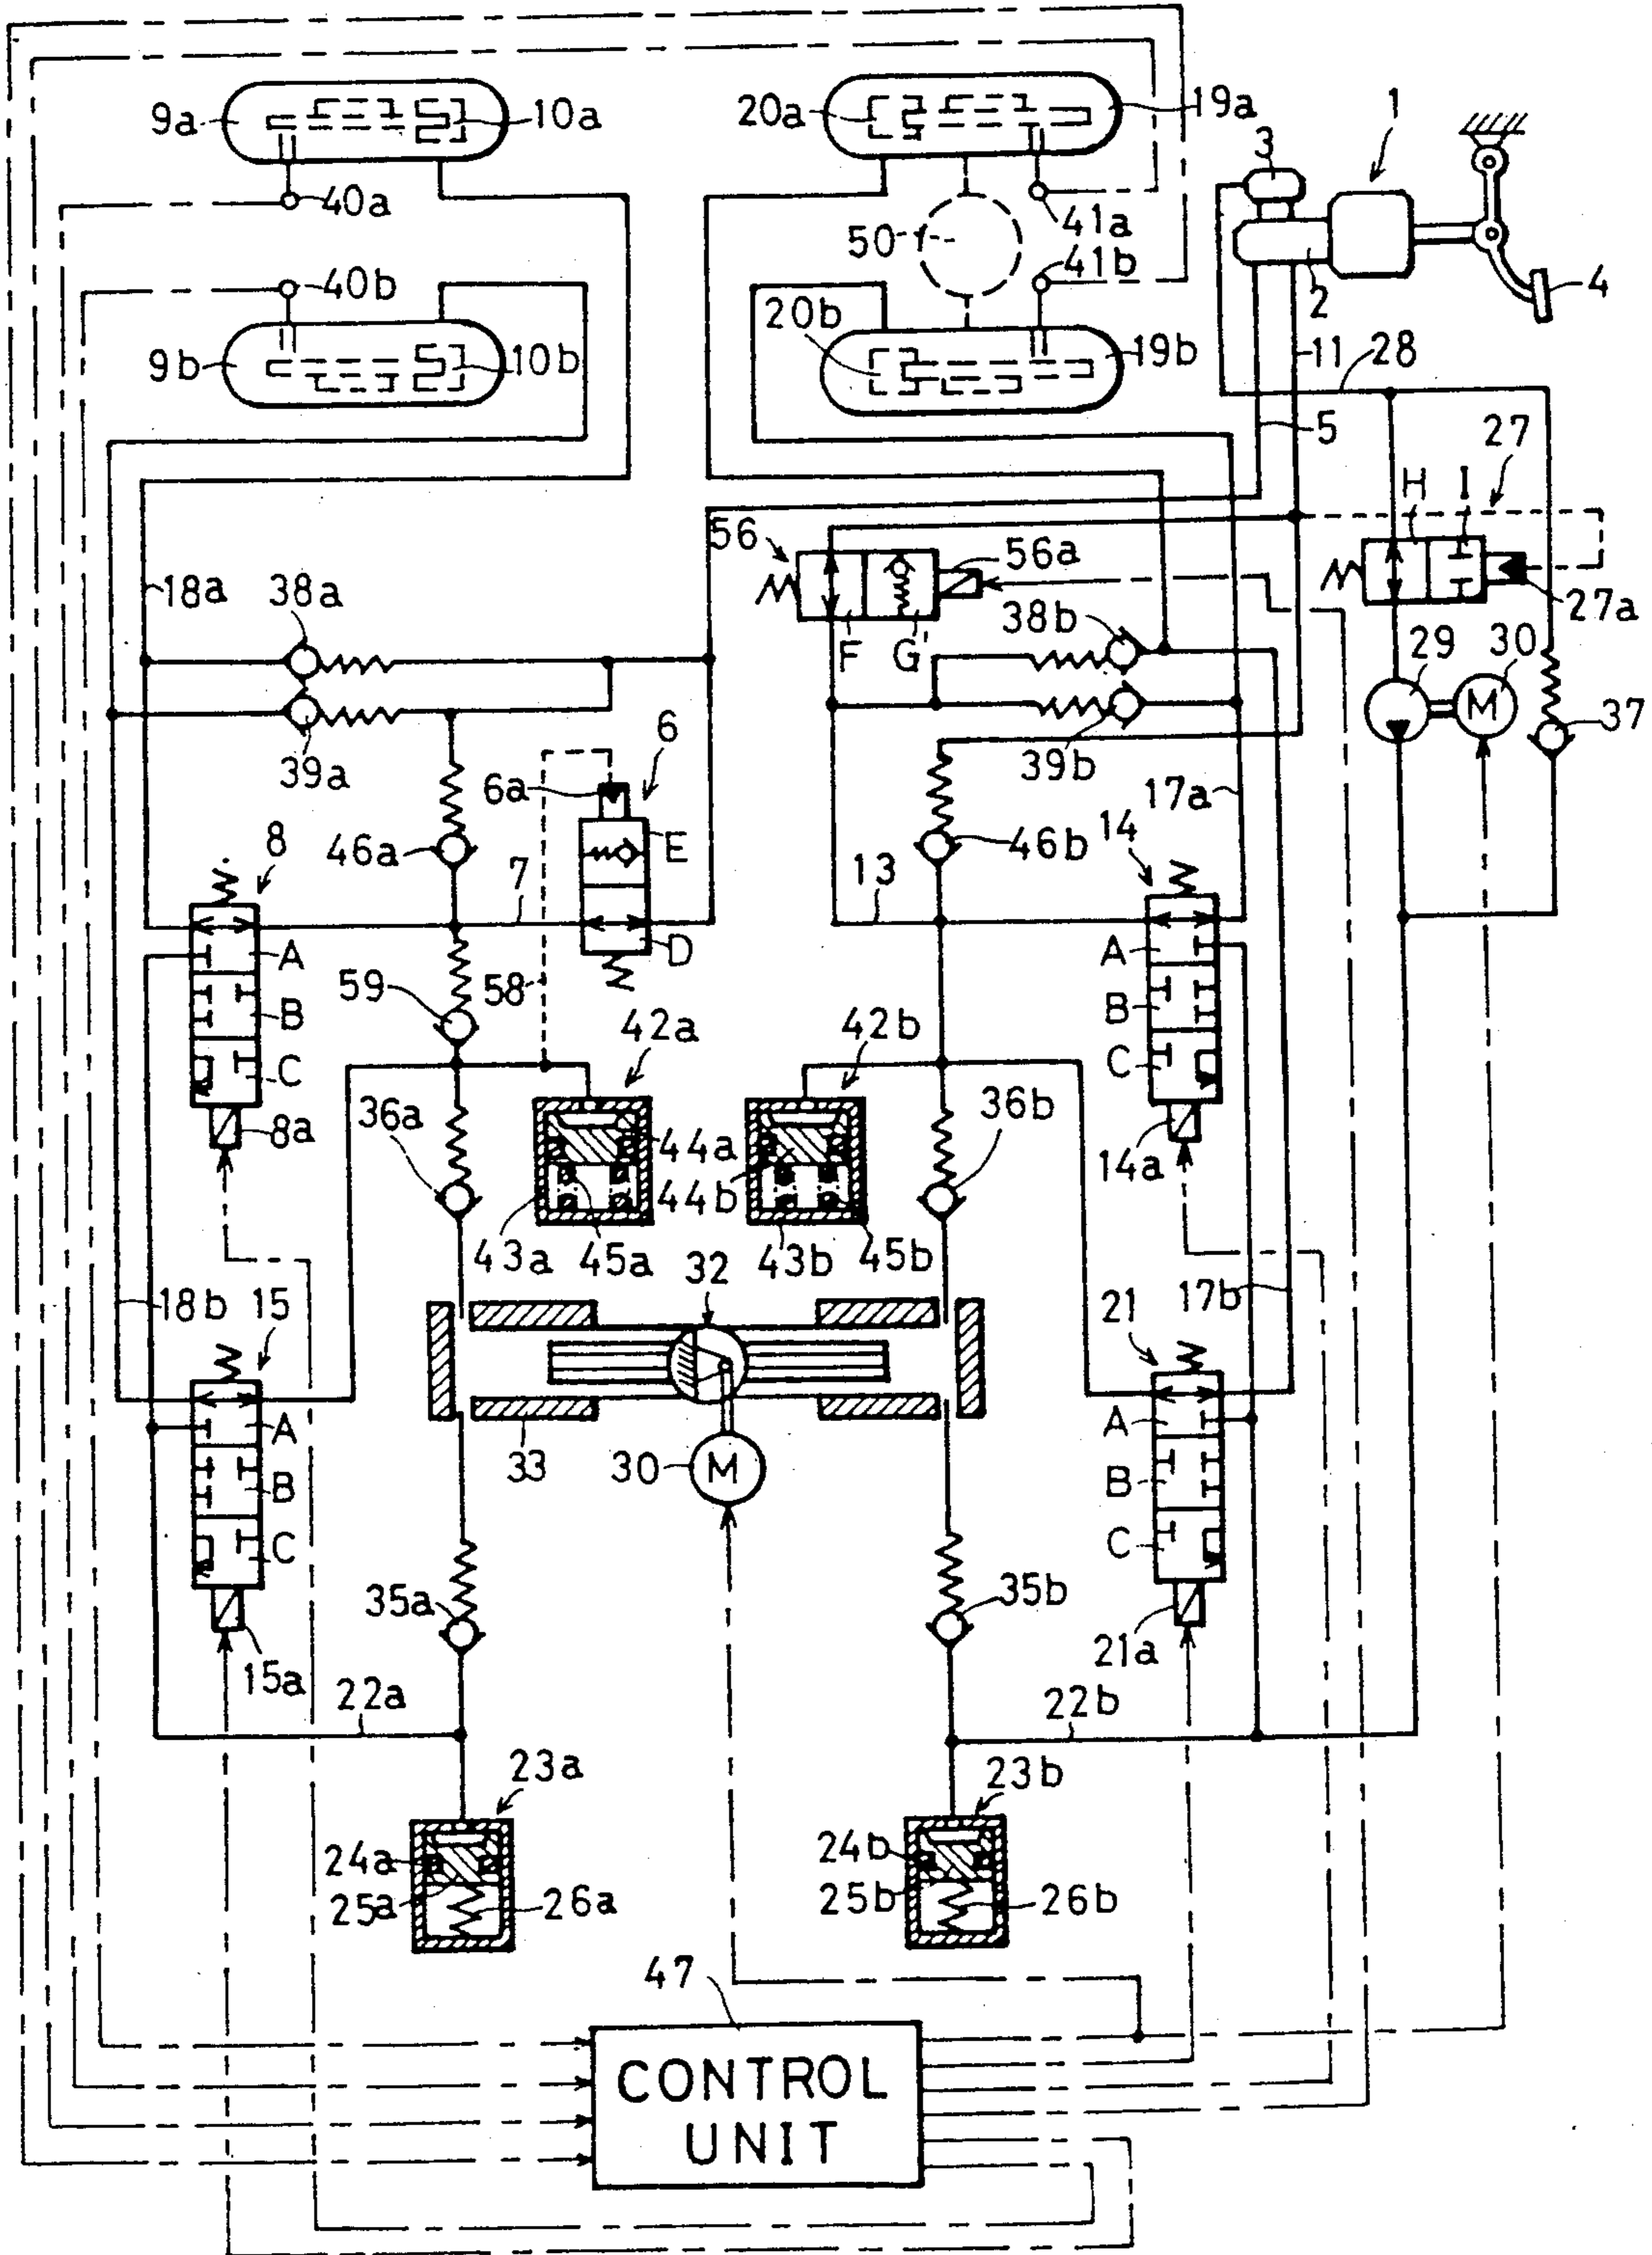 9a 10a 20a 19a 1
3
40a 50 41a
40b 41b 2 4
20b
9b 10b 19b 11 28
5 27
H I
56 56a
18a 38a 38b 27a
F G' 29 30
M
37
39a 6 39b
6a 17a
8 46a E 46b 14
7 13
A D A
59 58
B 42a 42b B
C C
36a 36b
8a 44a 14a
44b
43a 45a 43b 45b
32
18b 15 21 17b
A A
33 30 M
B B
C C
35a 35b
15a 21a
22a 22b
23a 23b
24a 24b
25a 26a 25b 26b
47
CONTROL
UNIT